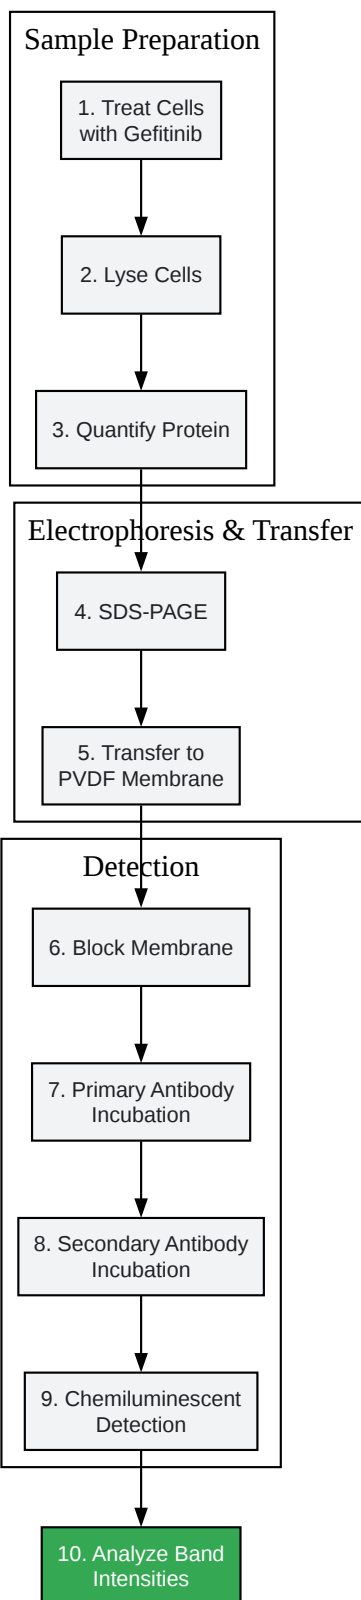 Sample Preparation
1. Treat Cells
with Gefitinib
2. Lyse Cells
3. Quantify Protein
Electrophoresis & Transfer
4. SDS-PAGE
5. Transfer to
PVDF Membrane
Detection
6. Block Membrane
7. Primary Antibody
Incubation
8. Secondary Antibody
Incubation
9. Chemiluminescent
Detection
10. Analyze Band
Intensities